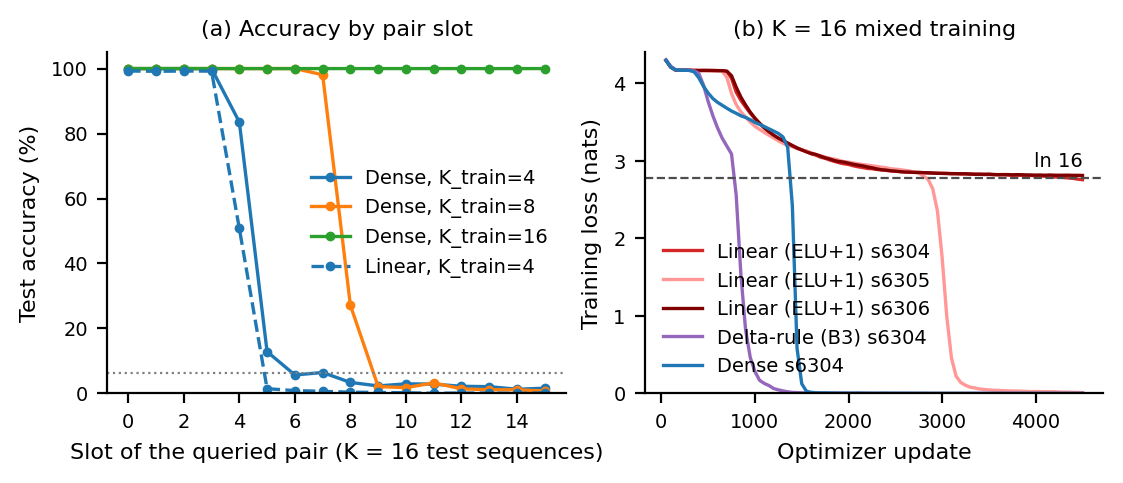 (a) Accuracy by pair slot
100
80
60
40
20
0
Test accuracy (%)
Dense, K_train=4
Dense, K_train=8
Dense, K_train=16
Linear, K_train=4
0 2 4 6 8 10 12 14
Slot of the queried pair (K = 16 test sequences)
(b) K = 16 mixed training
4
3
2
1
0
Training loss (nats)
ln 16
Linear (ELU+1) s6304
Linear (ELU+1) s6305
Linear (ELU+1) s6306
Delta-rule (B3) s6304
Dense s6304
0 1000 2000 3000 4000
Optimizer update